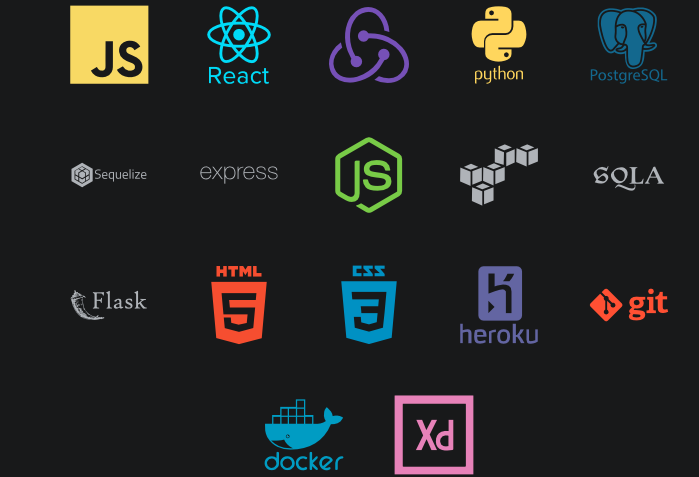 JS
React
python
PostgreSQL
Sequelize
express
JS
SQLA
Flask
HTML
5
CSS
3
heroku
git
docker
Xd